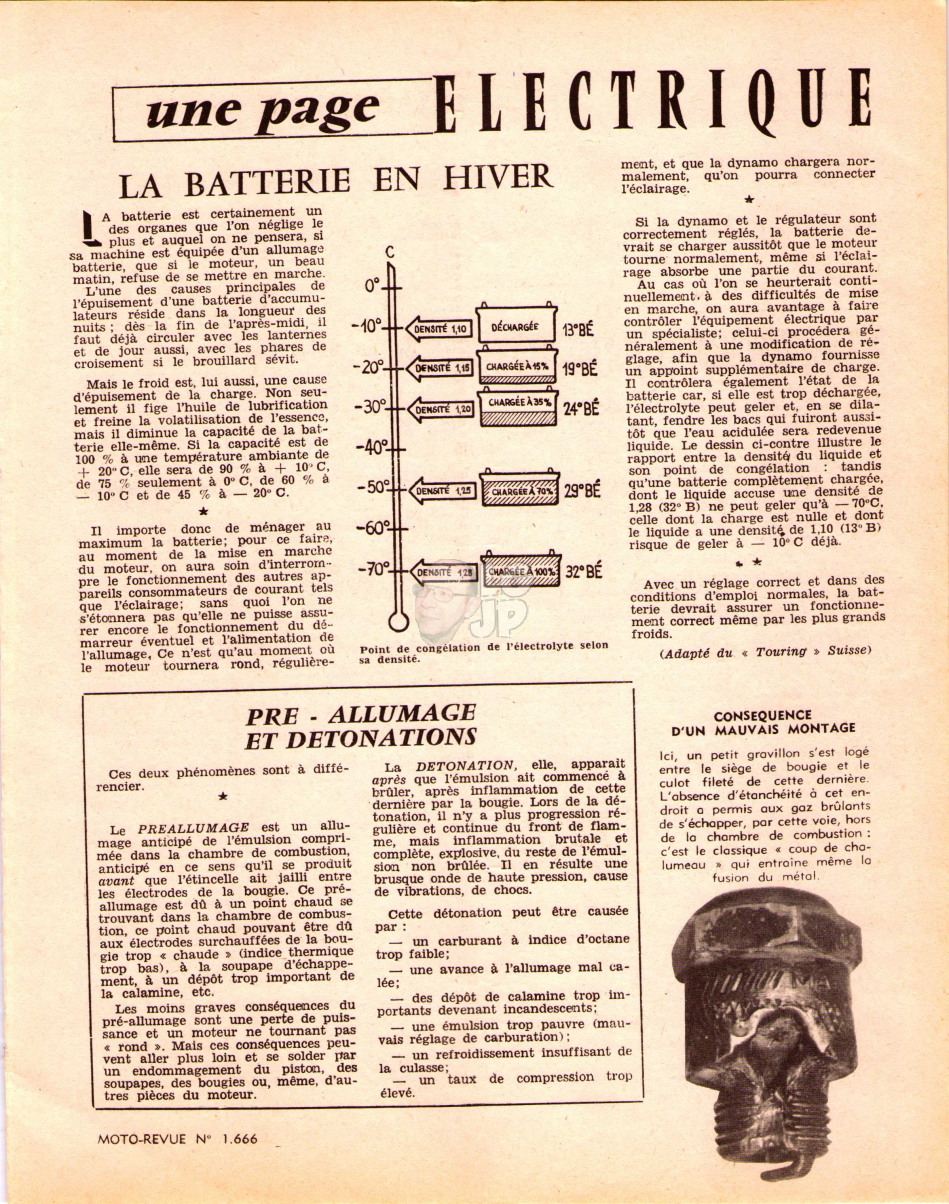 une page ELECTRIQUE
LA BATTERIE EN HIVER
LA batterie est certainement un
des organes que l'on néglige le
plus et auquel on ne pensera, si
sa machine est équipée d'un allumage
batterie, que si le moteur, un beau
matin, refuse de se mettre en marche.
L'une des causes principales de
l'épuisement d'une batterie d'accumu-
lateurs réside dans la longueur des
nuits ; dès la fin de l'après-midi, il
faut déjà circuler avec les lanternes
et de jour aussi, avec les phares de
croisement si le brouillard sévit.
Mais le froid est, lui aussi, une cause
d'épuisement de la charge. Non seu-
lement il fige l'huile de lubrification
et freine la volatilisation de l'essence,
mais il diminue la capacité de la bat-
terie elle-même. Si la capacité est de
100 % à une température ambiante de
+ 20° C, elle sera de 90 % à + 10° C,
de 75 % seulement à 0° C, de 60 % à
— 10° C et de 45 % à — 20° C.
★
Il importe donc de ménager au
maximum la batterie; pour ce faire,
au moment de la mise en marche
du moteur, on aura soin d'interrom-
pre le fonctionnement des autres ap-
pareils consommateurs de courant tels
que l'éclairage; sans quoi l'on ne
s'étonnera pas qu'elle ne puisse assu-
rer encore le fonctionnement du dé-
marreur éventuel et l'alimentation de
l'allumage. Ce n'est qu'au moment où
le moteur tournera rond, régulière-
C
0°
-10° DENSITÉ 1,10 DÉCHARGÉE 13°BÉ
-20° DENSITÉ 1,15 CHARGÉE À 15% 19°BÉ
-30° DENSITÉ 1,20 CHARGÉE À 35% 24°BÉ
-40°
-50° DENSITÉ 1,25 CHARGÉE À 70% 29°BÉ
-60°
-70° DENSITÉ 1,28 CHARGÉE À 100% 32°BÉ
JP
Point de congélation de l'électrolyte selon
sa densité.
ment, et que la dynamo chargera nor-
malement, qu'on pourra connecter
l'éclairage.
★
Si la dynamo et le régulateur sont
correctement réglés, la batterie de-
vrait se charger aussitôt que le moteur
tourne normalement, même si l'éclai-
rage absorbe une partie du courant.
Au cas où l'on se heurterait conti-
nuellement à des difficultés de mise
en marche, on aura avantage à faire
contrôler l'équipement électrique par
un spécialiste; celui-ci procédera gé-
néralement à une modification de ré-
glage, afin que la dynamo fournisse
un appoint supplémentaire de charge.
Il contrôlera également l'état de la
batterie car, si elle est trop déchargée,
l'électrolyte peut geler et, en se dila-
tant, fendre les bacs qui fuiront aussi-
tôt que l'eau acidulée sera redevenue
liquide. Le dessin ci-contre illustre le
rapport entre la densité du liquide et
son point de congélation : tandis
qu'une batterie complètement chargée,
dont le liquide accuse une densité de
1,28 (32° B) ne peut geler qu'à — 70°C,
celle dont la charge est nulle et dont
le liquide a une densité de 1,10 (13° B)
risque de geler à — 10° C déjà.
★
Avec un réglage correct et dans des
conditions d'emploi normales, la bat-
terie devrait assurer un fonctionne-
ment correct même par les plus grands
froids.
(Adapté du « Touring » Suisse)
PRE - ALLUMAGE
ET DETONATIONS
Ces deux phénomènes sont à diffé-
rencier.
★
Le PREALLUMAGE est un allu-
mage anticipé de l'émulsion compri-
mée dans la chambre de combustion,
anticipé en ce sens qu'il se produit
avant que l'étincelle ait jailli entre
les électrodes de la bougie. Ce pré-
allumage est dû à un point chaud se
trouvant dans la chambre de combus-
tion, ce point chaud pouvant être dû
aux électrodes surchauffées de la bou-
gie trop « chaude » (indice thermique
trop bas), à la soupape d'échappe-
ment, à un dépôt trop important de
la calamine, etc.
Les moins graves conséquences du
pré-allumage sont une perte de puis-
sance et un moteur ne tournant pas
« rond ». Mais ces conséquences peu-
vent aller plus loin et se solder par
un endommagement du piston, des
soupapes, des bougies ou, même, d'au-
tres pièces du moteur.
La DETONATION, elle, apparait
après que l'émulsion ait commencé à
brûler, après inflammation de cette
dernière par la bougie. Lors de la dé-
tonation, il n'y a plus progression ré-
gulière et continue du front de flam-
me, mais inflammation brutale et
complète, explosive, du reste de l'émul-
sion non brûlée. Il en résulte une
brusque onde de haute pression, cause
de vibrations, de chocs.
Cette détonation peut être causée
par :
— un carburant à indice d'octane
trop faible;
— une avance à l'allumage mal ca-
lée;
— des dépôt de calamine trop im-
portants devenant incandescents;
— une émulsion trop pauvre (mau-
vais réglage de carburation);
— un refroidissement insuffisant de
la culasse;
— un taux de compression trop
élevé.
CONSEQUENCE
D'UN MAUVAIS MONTAGE
Ici, un petit gravillon s'est logé
entre le siège de bougie et le
culot fileté de cette dernière.
L'absence d'étanchéité à cet en-
droit a permis aux gaz brûlants
de s'échapper, par cette voie, hors
de la chambre de combustion :
c'est le classique « coup de cha-
lumeau » qui entraine même la
fusion du métal.
MOTO-REVUE N° 1.666